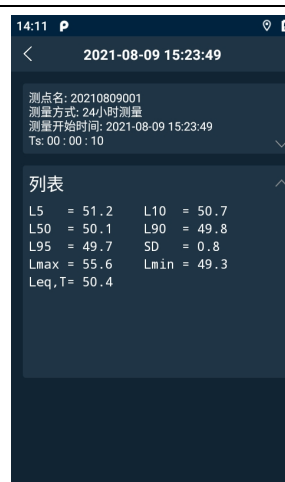 14:11
2021-08-09 15:23:49
测点名: 20210809001
测量方式: 24小时测量
测量开始时间: 2021-08-09 15:23:49
Ts: 00 : 00 : 10
列表
L5 = 51.2 L10 = 50.7
L50 = 50.1 L90 = 49.8
L95 = 49.7 SD = 0.8
Lmax = 55.6 Lmin = 49.3
Leq,T= 50.4